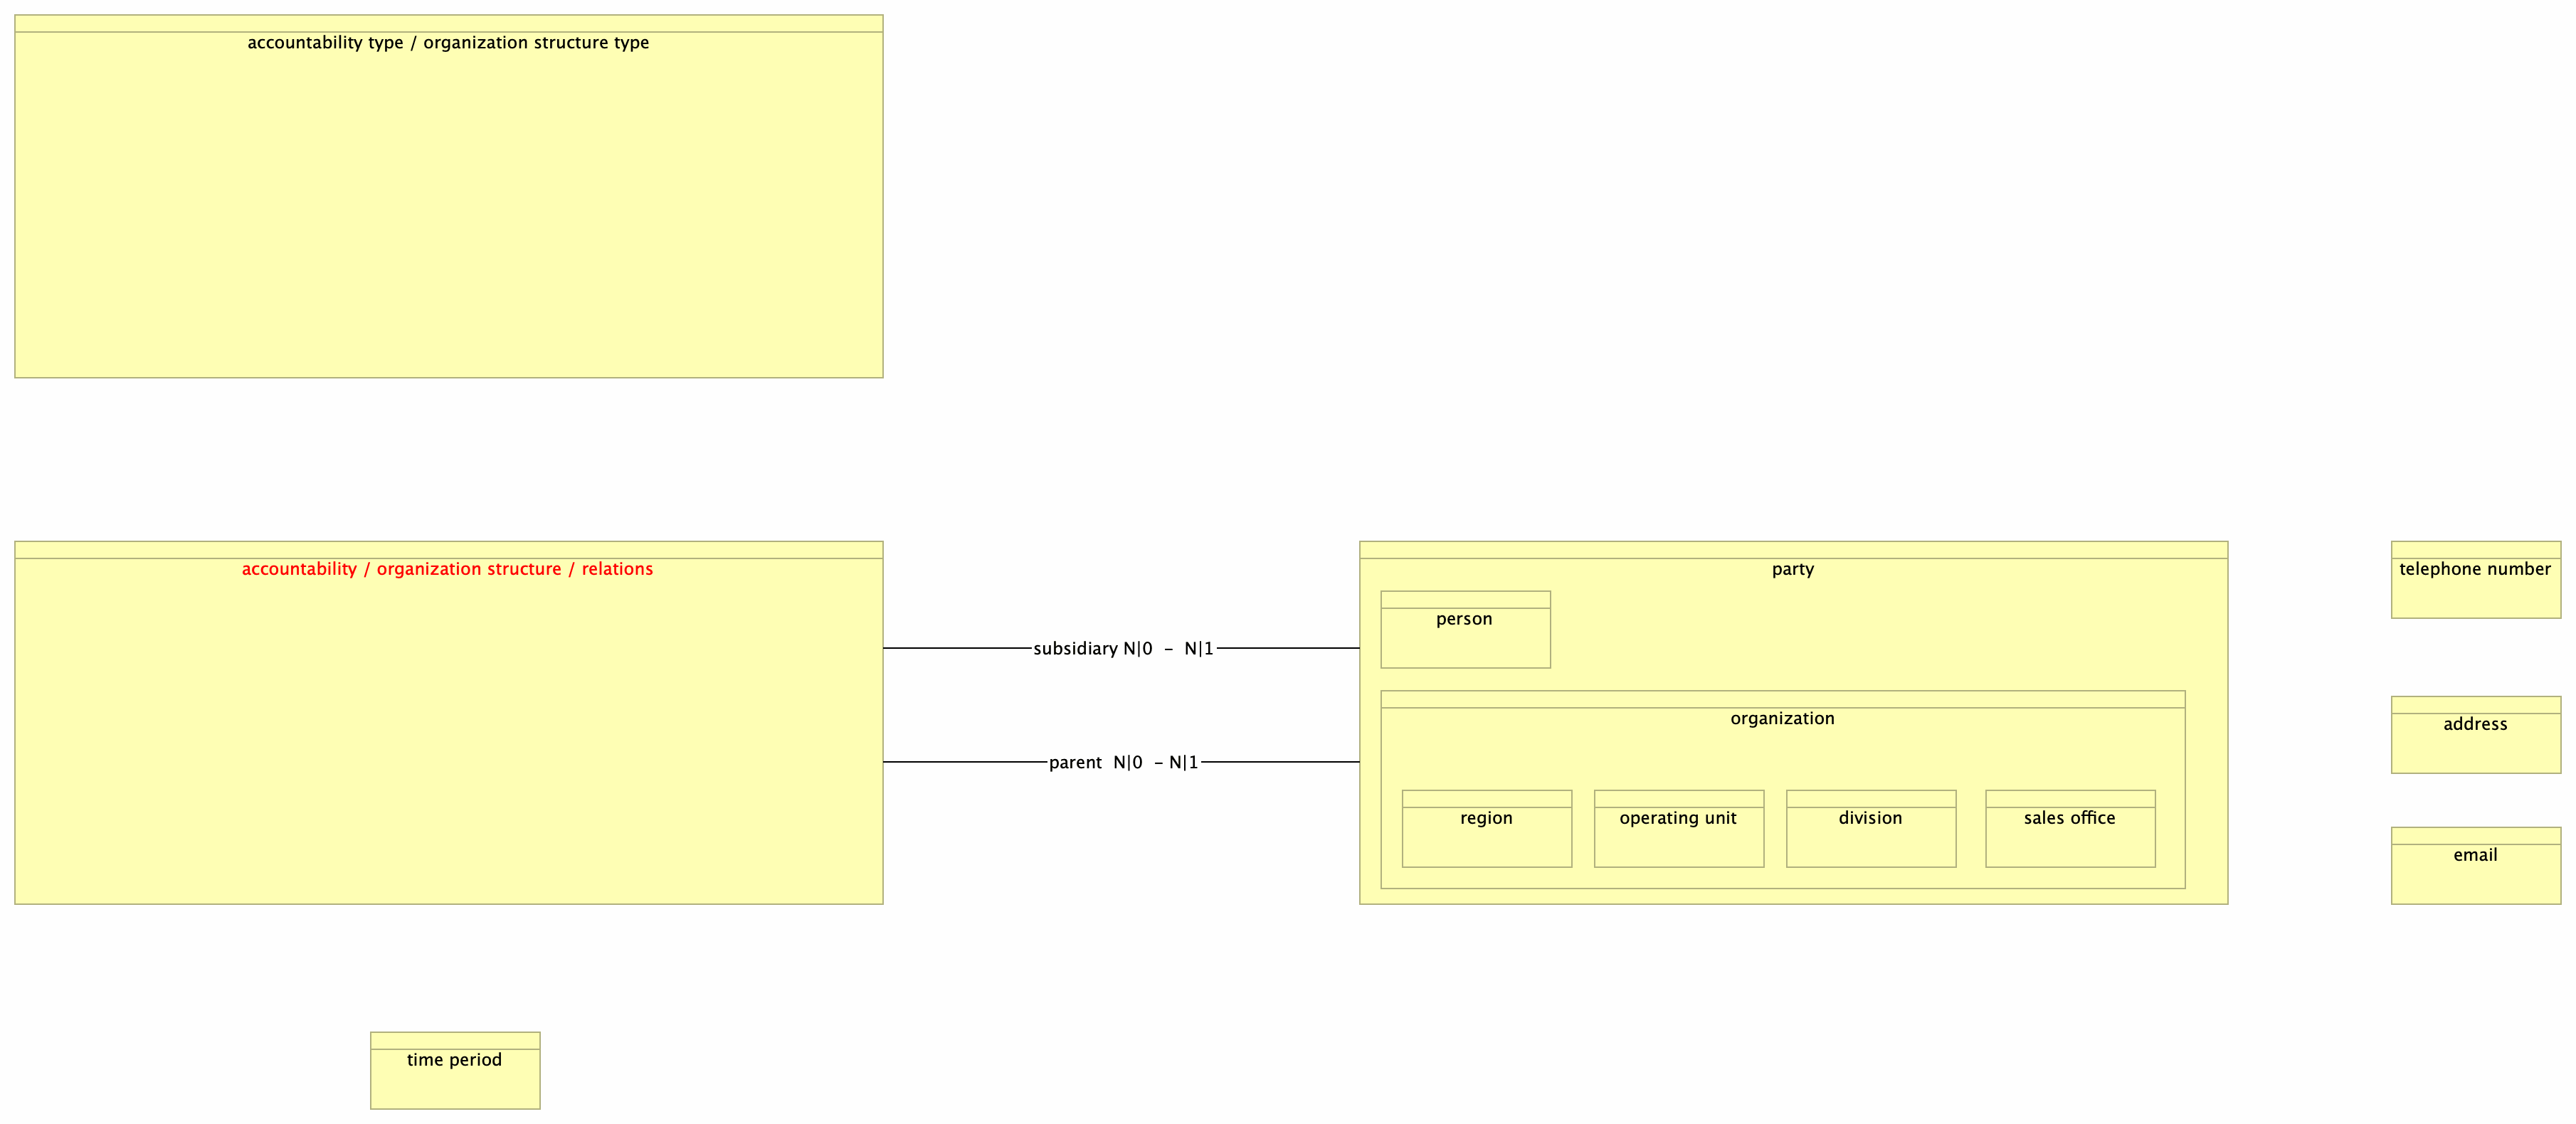 accountability type / organization structure type
accountability / organization structure / relations
party
telephone number
person
subsidiary N|0  –  N|1
organization
address
parent  N|0  – N|1
region
operating unit
division
sales office
email
time period